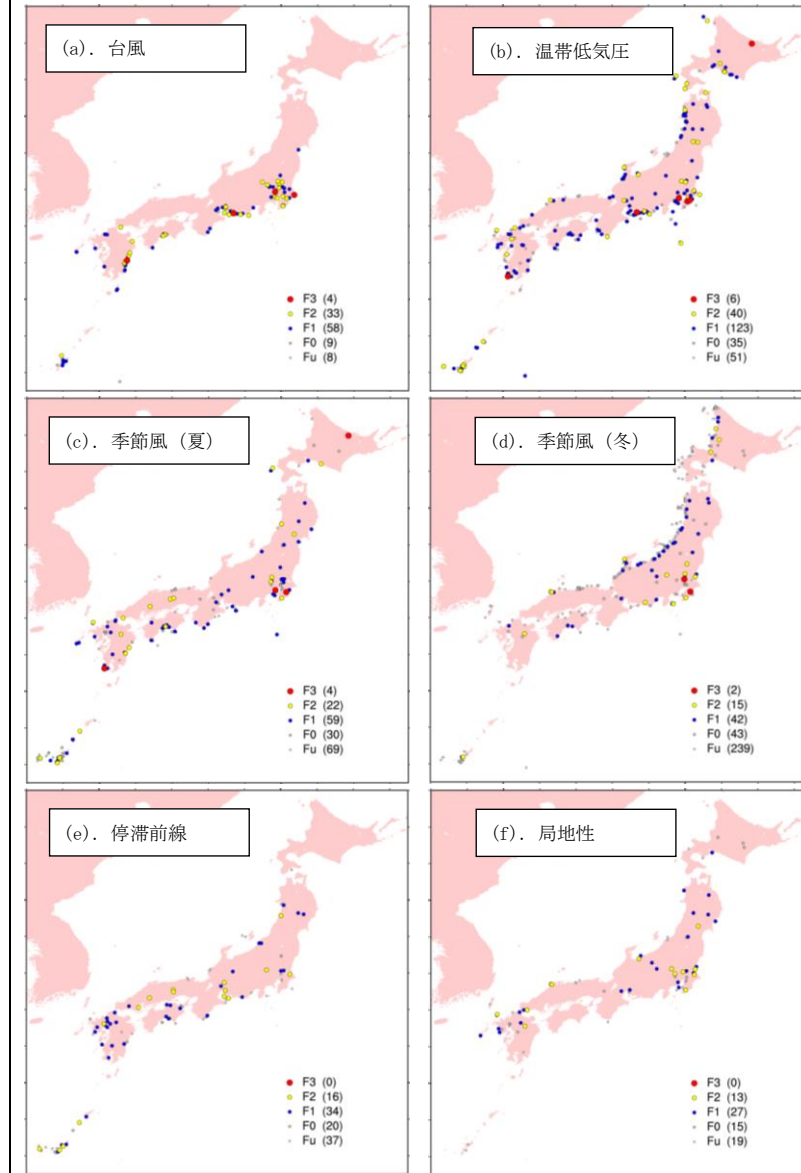 (a). 台風
F3 (4)
F2 (33)
F1 (58)
F0 (9)
Fu (8)
(b). 温帯低気圧
F3 (6)
F2 (40)
F1 (123)
F0 (35)
Fu (51)
(c). 季節風（夏）
F3 (4)
F2 (22)
F1 (59)
F0 (30)
Fu (69)
(d). 季節風（冬）
F3 (2)
F2 (15)
F1 (42)
F0 (43)
Fu (239)
(e). 停滞前線
F3 (0)
F2 (16)
F1 (34)
F0 (20)
Fu (37)
(f). 局地性
F3 (0)
F2 (13)
F1 (27)
F0 (15)
Fu (19)